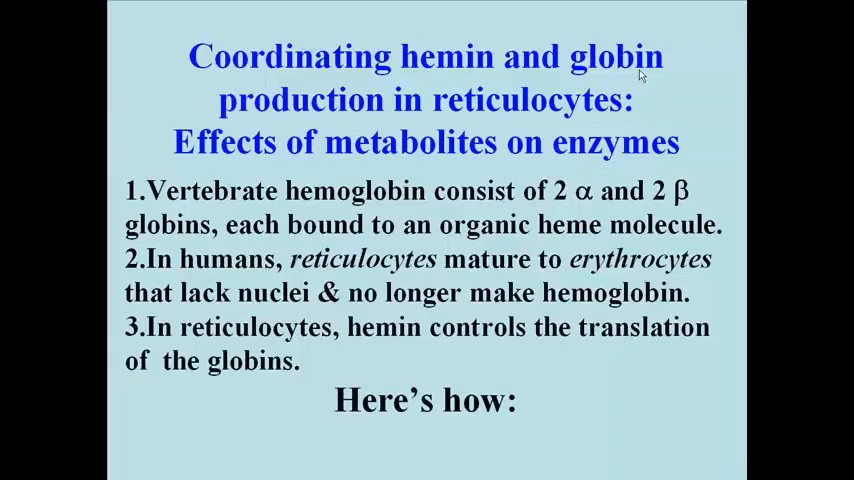 Coordinating hemin and globin
production in reticulocytes:
Effects of metabolites on enzymes
1.Vertebrate hemoglobin consist of 2 α and 2 β
globins, each bound to an organic heme molecule.
2.In humans, reticulocytes mature to erythrocytes
that lack nuclei & no longer make hemoglobin.
3.In reticulocytes, hemin controls the translation
of the globins.
Here’s how: